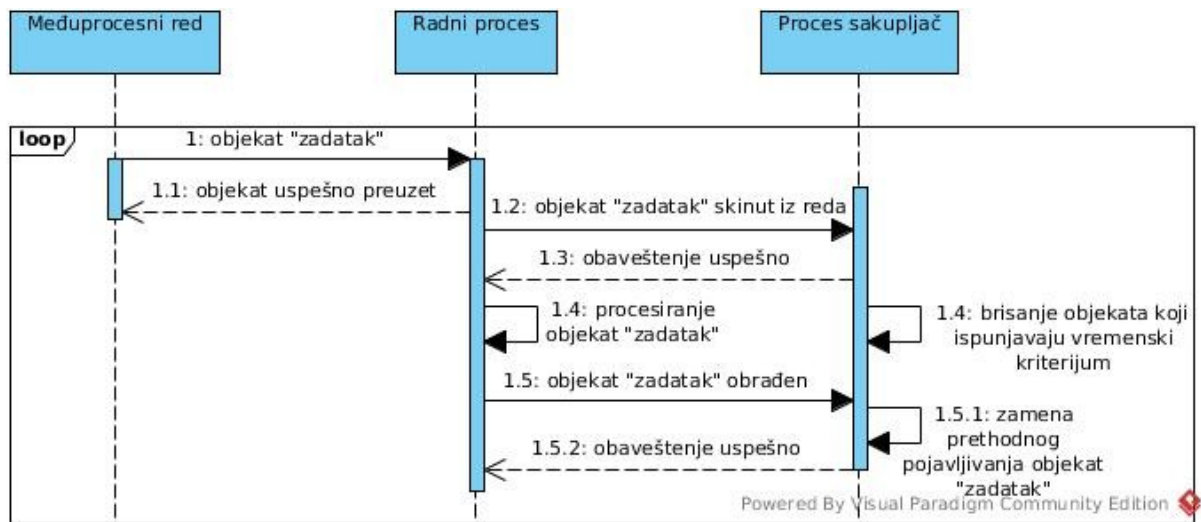 Međuprocesni red
Radni proces
Proces sakupljač
loop
1: objekat "zadatak"
1.1: objekat uspešno preuzet
1.2: objekat "zadatak" skinut iz reda
1.3: obaveštenje uspešno
1.4: procesiranje
objekat "zadatak"
1.4: brisanje objekata koji
ispunjavaju vremenski
kriterijum
1.5: objekat "zadatak" obrađen
1.5.1: zamena
prethodnog
pojavljivanja objekat
"zadatak"
1.5.2: obaveštenje uspešno
Powered By Visual Paradigm Community Edition